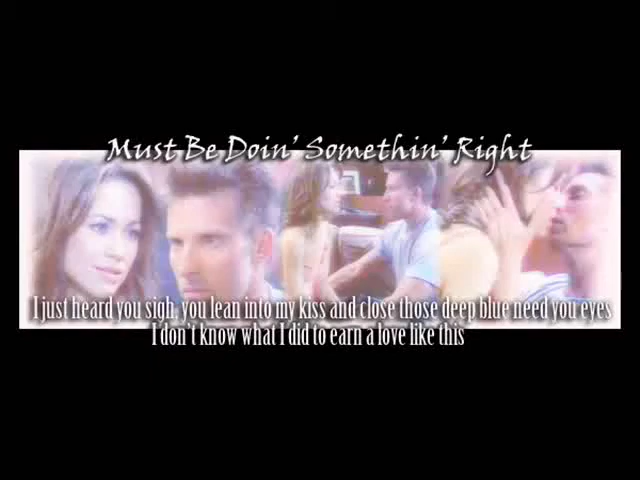 Must Be Doin' Somethin' Right
I just heard you sigh, you lean into my kiss and close those deep blue need you eyes
I don't know what I did to earn a love like this